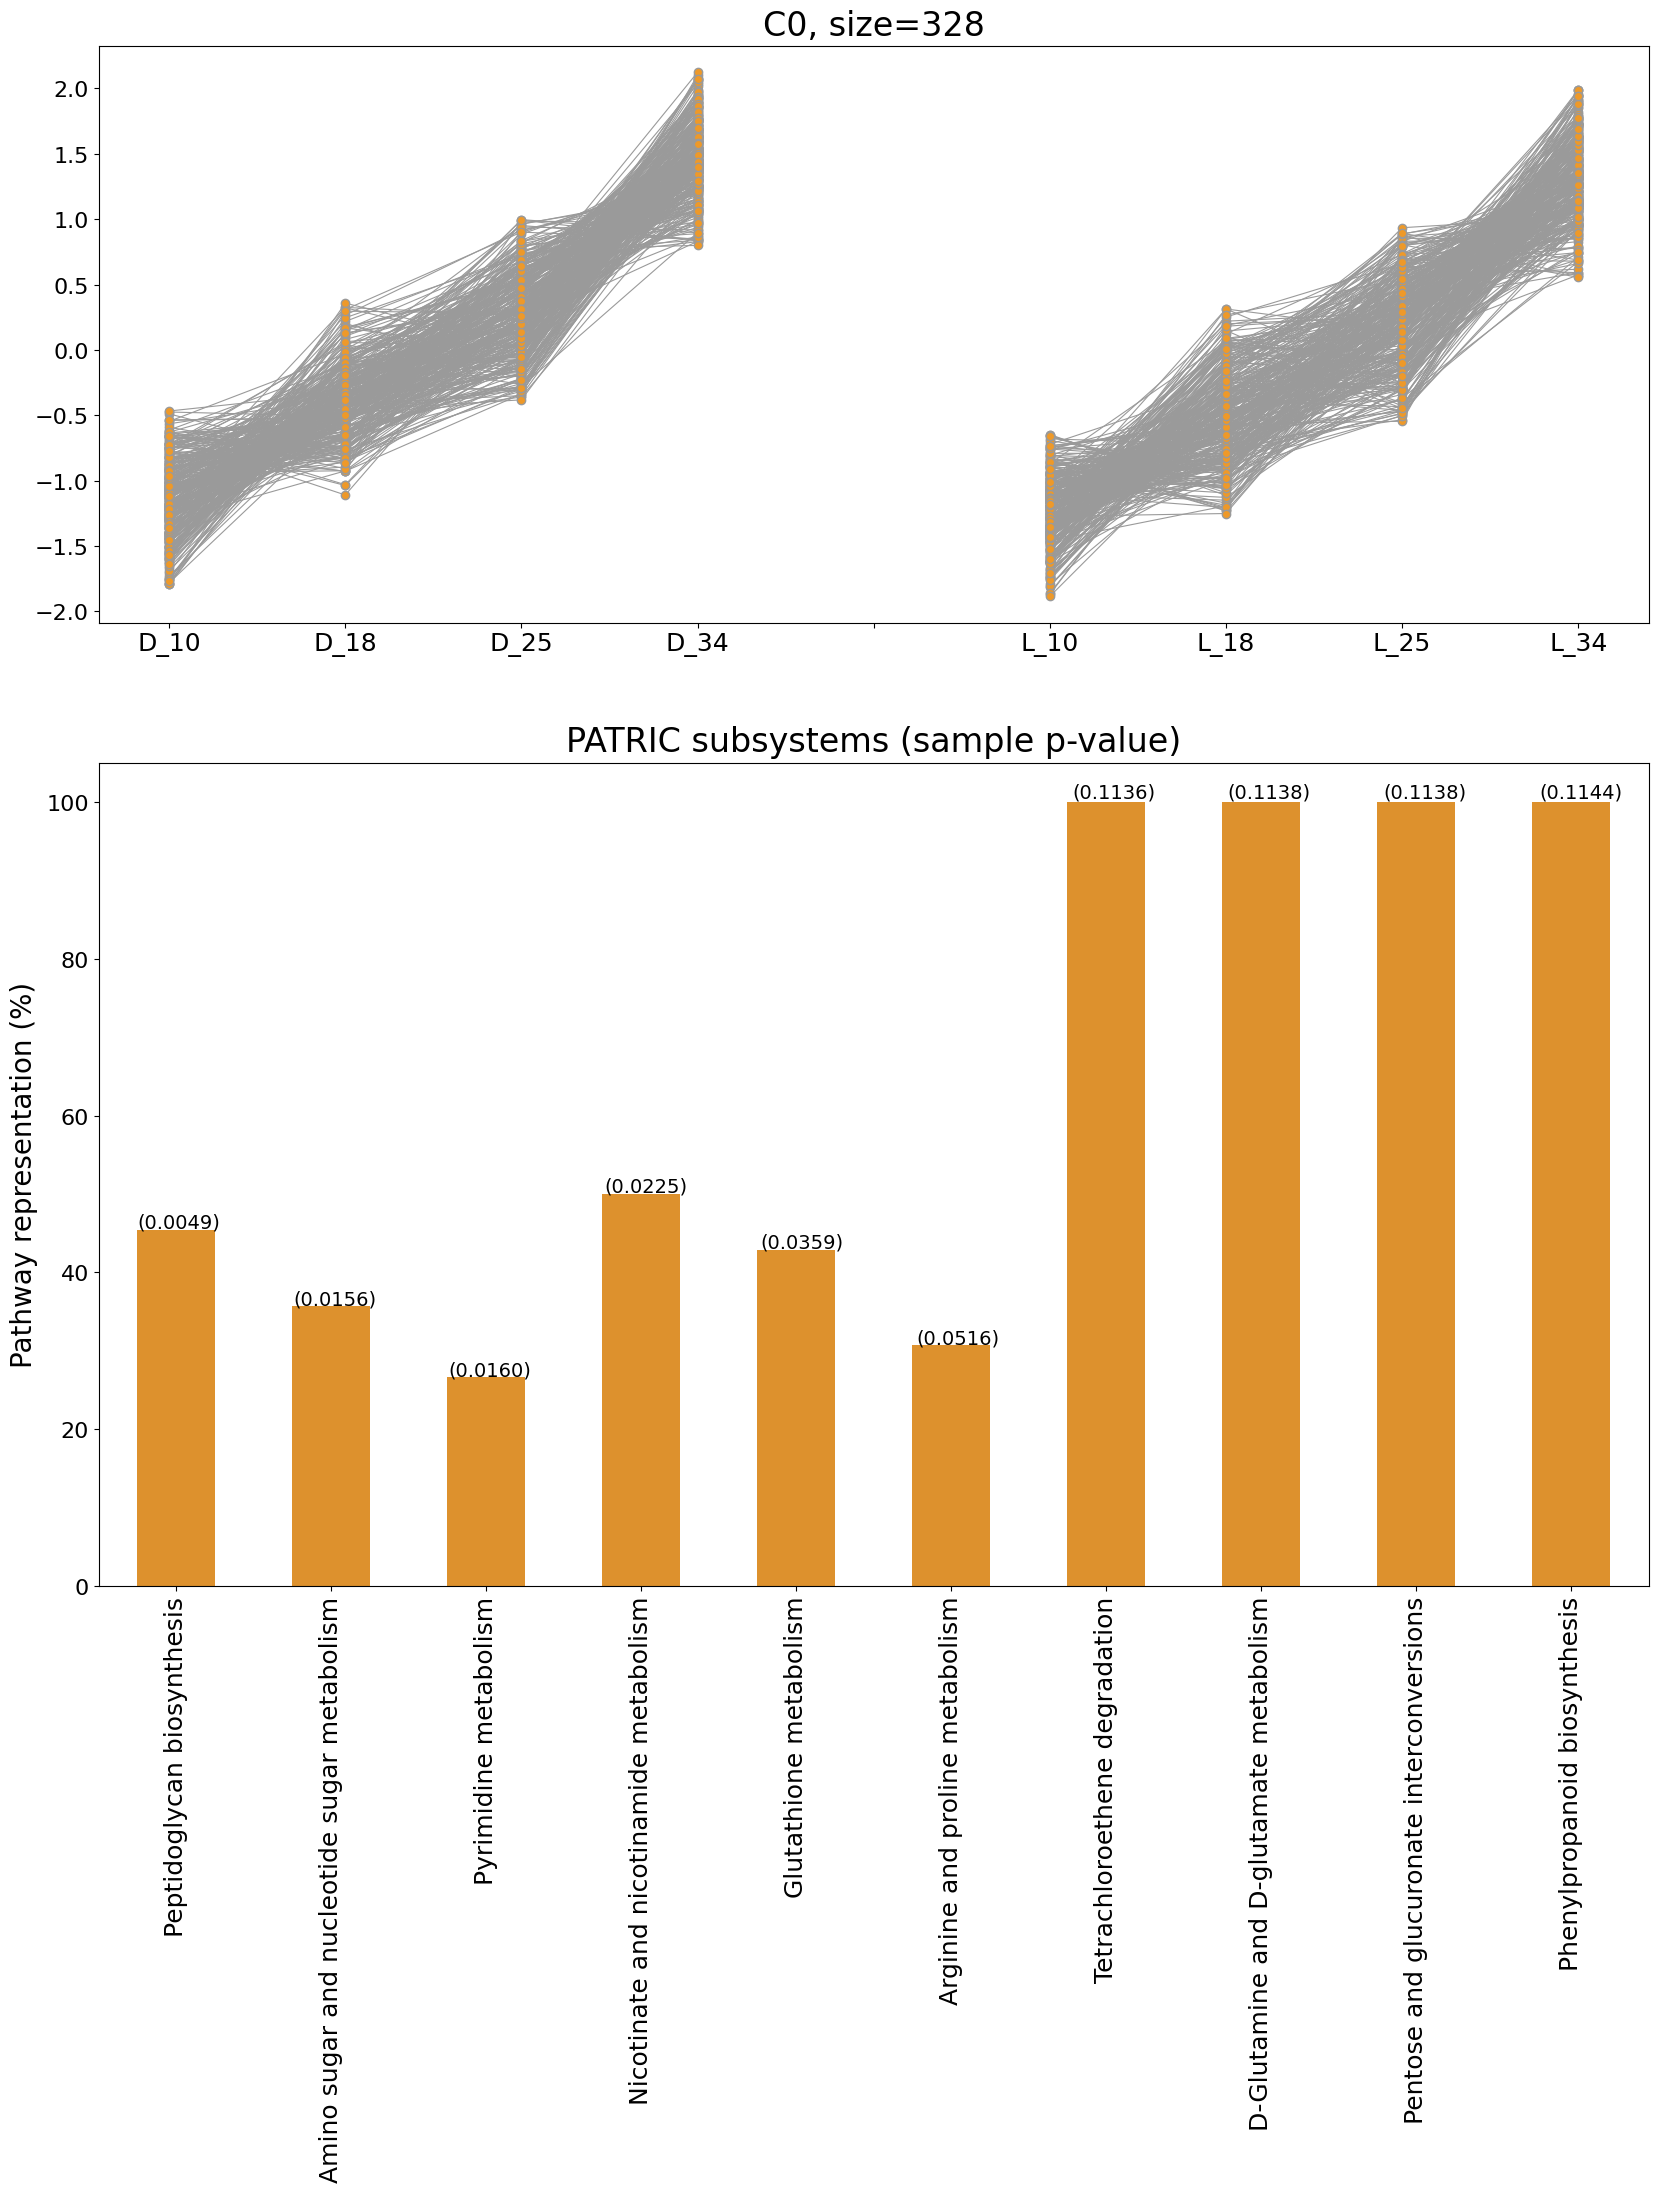 C0, size=328
2.0
1.5
1.0
0.5
0.0
−0.5
−1.0
−1.5
−2.0
D_10 D_18 D_25 D_34 L_10 L_18 L_25 L_34
PATRIC subsystems (sample p-value)
Pathway representation (%)
100
80
60
40
20
0
(0.0049)
(0.0156)
(0.0160)
(0.0225)
(0.0359)
(0.0516)
(0.1136)
(0.1138)
(0.1138)
(0.1144)
Peptidoglycan biosynthesis
Amino sugar and nucleotide sugar metabolism
Pyrimidine metabolism
Nicotinate and nicotinamide metabolism
Glutathione metabolism
Arginine and proline metabolism
Tetrachloroethene degradation
D-Glutamine and D-glutamate metabolism
Pentose and glucuronate interconversions
Phenylpropanoid biosynthesis